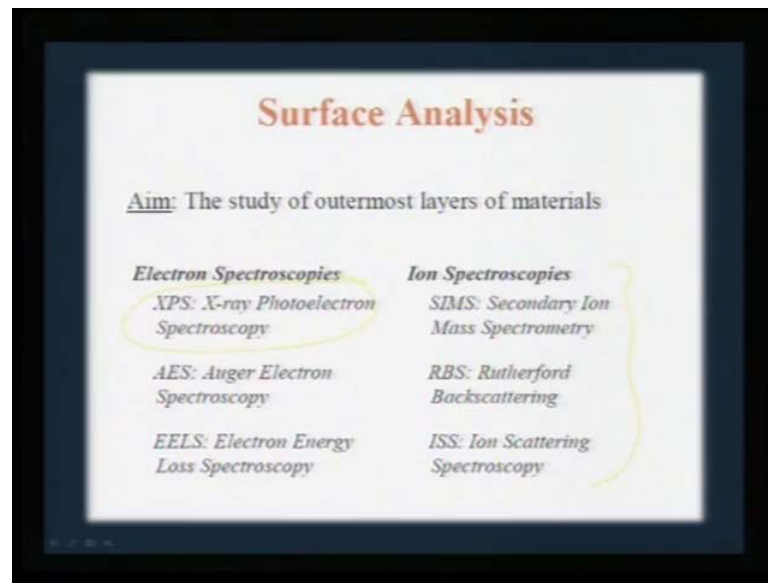 Surface Analysis
Aim: The study of outermost layers of materials
Electron Spectroscopies
XPS: X-ray Photoelectron
Spectroscopy
AES: Auger Electron
Spectroscopy
EELS: Electron Energy
Loss Spectroscopy
Ion Spectroscopies
SIMS: Secondary Ion
Mass Spectrometry
RBS: Rutherford
Backscattering
ISS: Ion Scattering
Spectroscopy